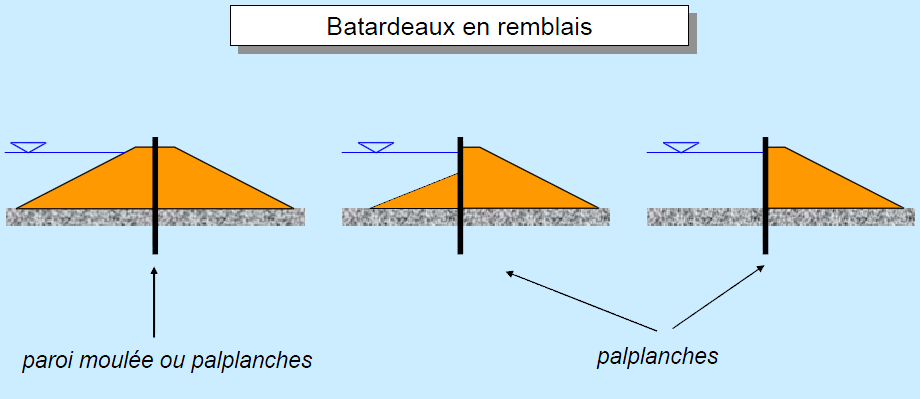 Batardeaux en remblais
paroi moulée ou palplanches
palplanches